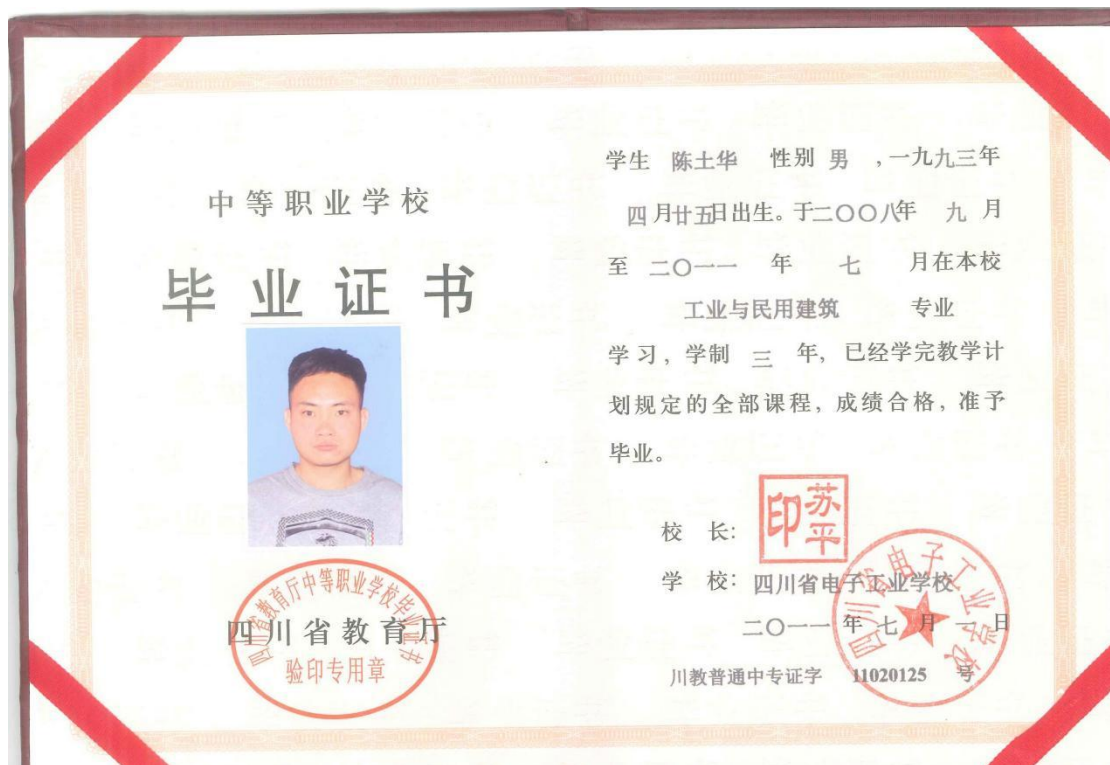 中等职业学校
毕业证书
四川省教育厅中等职业学校毕业证书
四川省教育厅
验印专用章
学生 陈土华 性别 男 ,一九九三年
四月廿五日出生。于二〇〇八年 九月
至 二〇一一 年 七 月在本校
工业与民用建筑 专业
学习,学制 三 年,已经学完教学计
划规定的全部课程,成绩合格,准予
毕业。
校 长:
苏平印
学 校: 四川省电子工业学校
四川省电子工业学校
二〇一一 年 七 月 一 日
川教普通中专证字 11020125 号